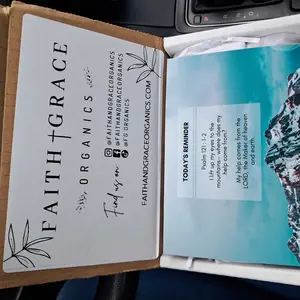 FAITH†GRACE
ORGANICS
Find us on
@FAITHANDGRACEORGANICS
@FAITHANDGRACEORGANICS
@FG ORGANICS
FAITHANDGRACEORGANICS.COM
TODAY'S REMINDER
Psalm 121: 1-2
I lift up my eyes to the
mountains- where does my
help come from?
My help comes from the
LORD, the Maker of heaven
and earth.